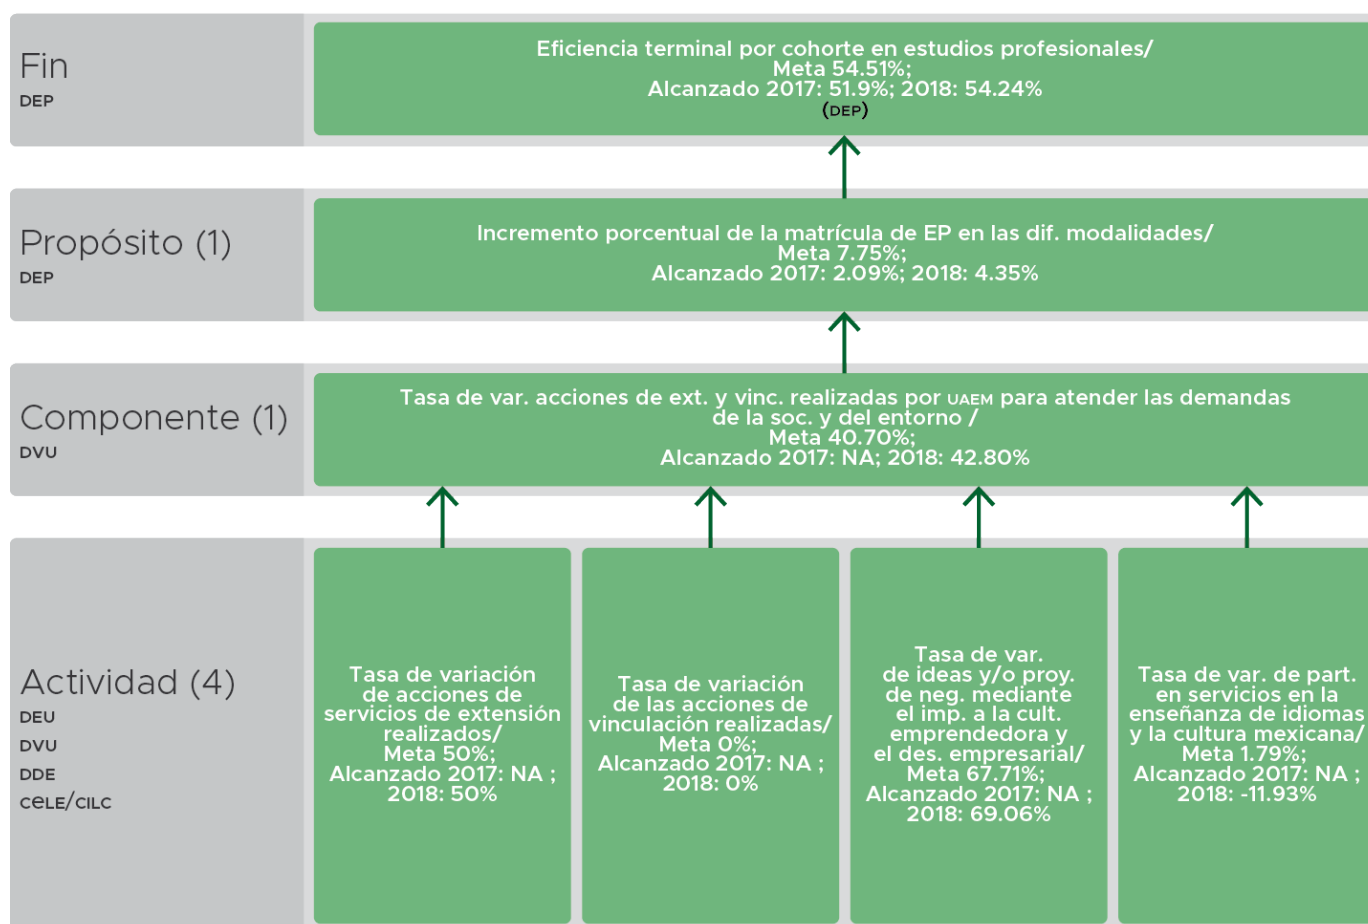 Fin
DEP
Eficiencia terminal por cohorte en estudios profesionales/
Meta 54.51%;
Alcanzado 2017: 51.9%; 2018: 54.24%
(DEP)
Propósito (1)
DEP
Incremento porcentual de la matrícula de EP en las dif. modalidades/
Meta 7.75%;
Alcanzado 2017: 2.09%; 2018: 4.35%
Componente (1)
DVU
Tasa de var. acciones de ext. y vinc. realizadas por UAEM para atender las demandas
de la soc. y del entorno /
Meta 40.70%;
Alcanzado 2017: NA; 2018: 42.80%
Actividad (4)
DEU
DVU
DDE
CeLE/CILC
Tasa de variación
de acciones de
servicios de extensión
realizados/
Meta 50%;
Alcanzado 2017: NA ;
2018: 50%
Tasa de variación
de las acciones de
vinculación realizadas/
Meta 0%;
Alcanzado 2017: NA ;
2018: 0%
Tasa de var.
de ideas y/o proy.
de neg. mediante
el imp. a la cult.
emprendedora y
el des. empresarial/
Meta 67.71%;
Alcanzado 2017: NA ;
2018: 69.06%
Tasa de var. de part.
en servicios en la
enseñanza de idiomas
y la cultura mexicana/
Meta 1.79%;
Alcanzado 2017: NA ;
2018: -11.93%